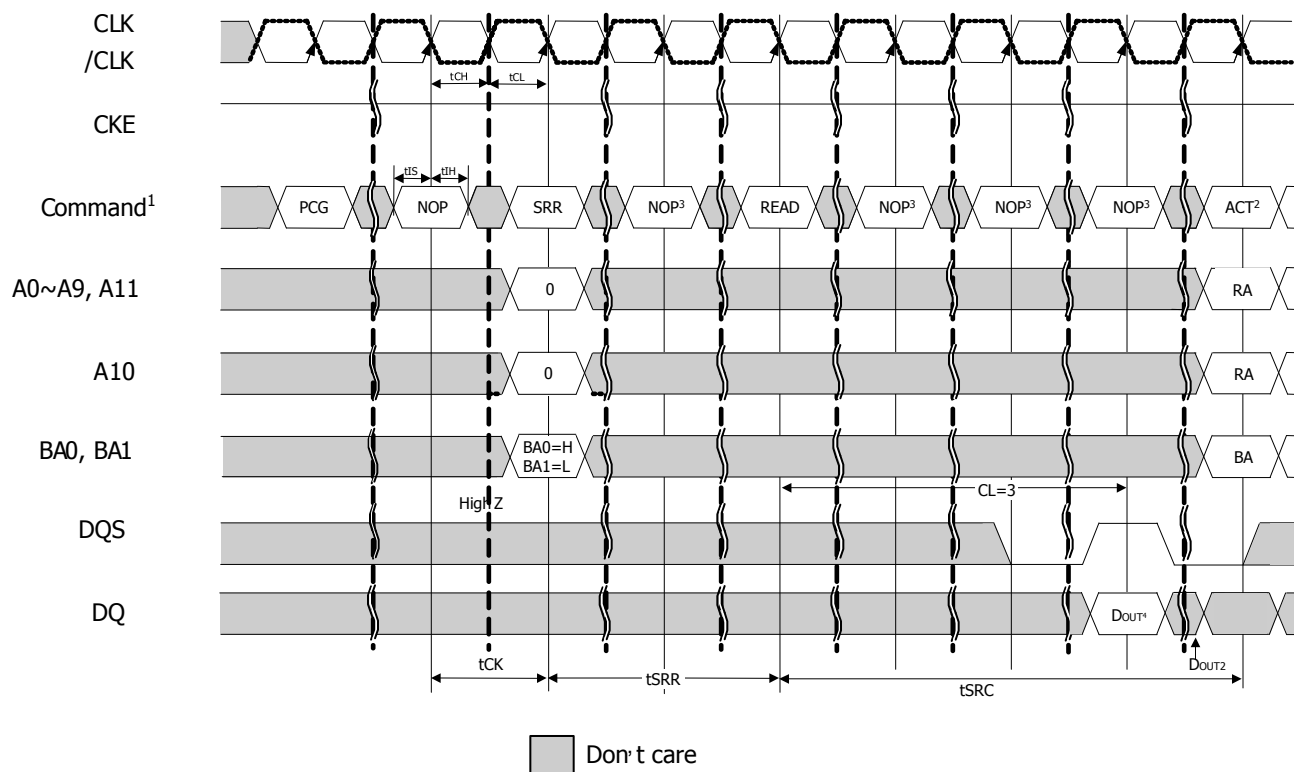 CLK
/CLK
tCH tCL
CKE
tIS tIH
Command¹ PCG NOP SRR NOP³ READ NOP³ NOP³ NOP³ ACT²
A0~A9, A11 0 RA
A10 0 RA
BA0, BA1 BA0=H BA
BA1=L
CL=3
High Z
DQS
DQ DOUT⁴
DOUT2
tCK tSRR tSRC
Don't care